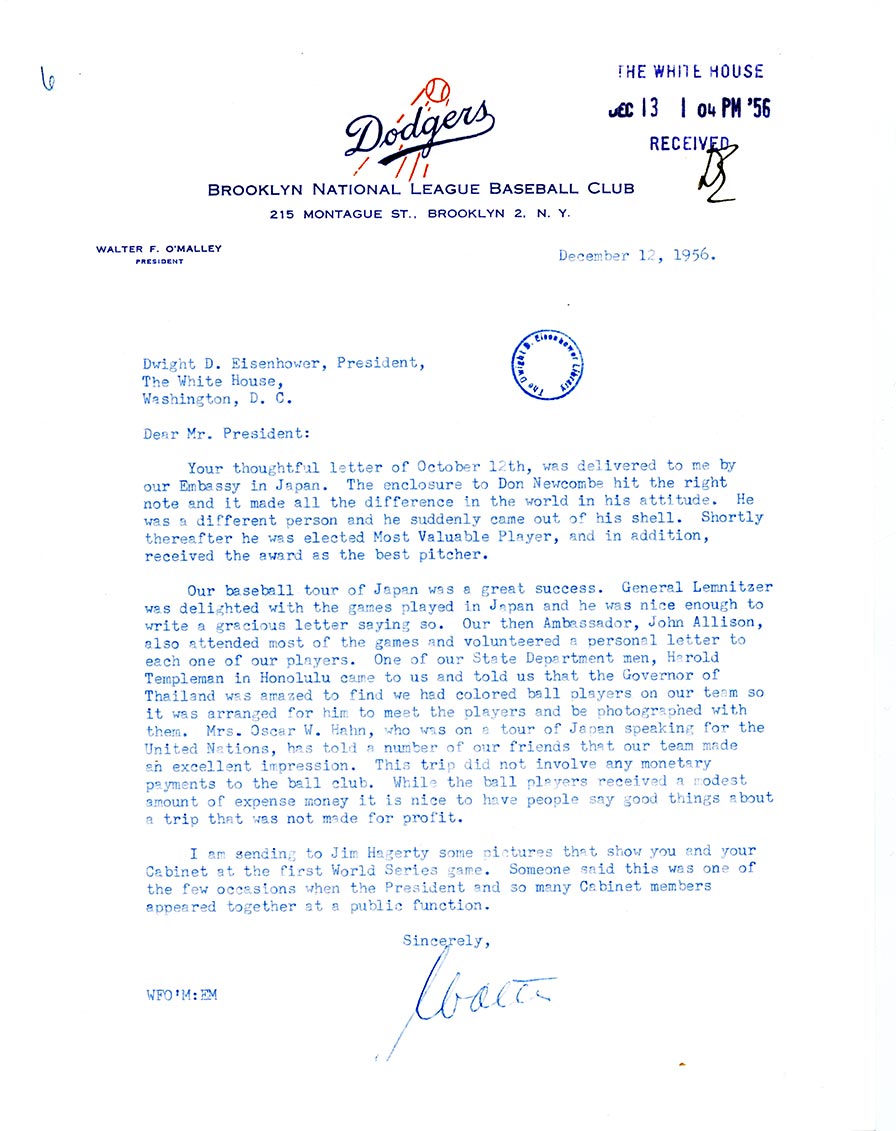 6
THE WHITE HOUSE
DEC 13 1 04 PM '56
RECEIVED
Dodgers
BROOKLYN NATIONAL LEAGUE BASEBALL CLUB
215 MONTAGUE ST., BROOKLYN 2, N. Y.
WALTER F. O'MALLEY
PRESIDENT
December 12, 1956.
The Dwight D. Eisenhower Library
Dwight D. Eisenhower, President,
The White House,
Washington, D. C.
Dear Mr. President:
Your thoughtful letter of October 12th, was delivered to me by
our Embassy in Japan. The enclosure to Don Newcombe hit the right
note and it made all the difference in the world in his attitude. He
was a different person and he suddenly came out of his shell. Shortly
thereafter he was elected Most Valuable Player, and in addition,
received the award as the best pitcher.
Our baseball tour of Japan was a great success. General Lemnitzer
was delighted with the games played in Japan and he was nice enough to
write a gracious letter saying so. Our then Ambassador, John Allison,
also attended most of the games and volunteered a personal letter to
each one of our players. One of our State Department men, Harold
Templeman in Honolulu came to us and told us that the Governor of
Thailand was amazed to find we had colored ball players on our team so
it was arranged for him to meet the players and be photographed with
them. Mrs. Oscar W. Hahn, who was on a tour of Japan speaking for the
United Nations, has told a number of our friends that our team made
an excellent impression. This trip did not involve any monetary
payments to the ball club. While the ball players received a modest
amount of expense money it is nice to have people say good things about
a trip that was not made for profit.
I am sending to Jim Hagerty some pictures that show you and your
Cabinet at the first World Series game. Someone said this was one of
the few occasions when the President and so many Cabinet members
appeared together at a public function.
Sincerely,
Walter
WFO'M:EM